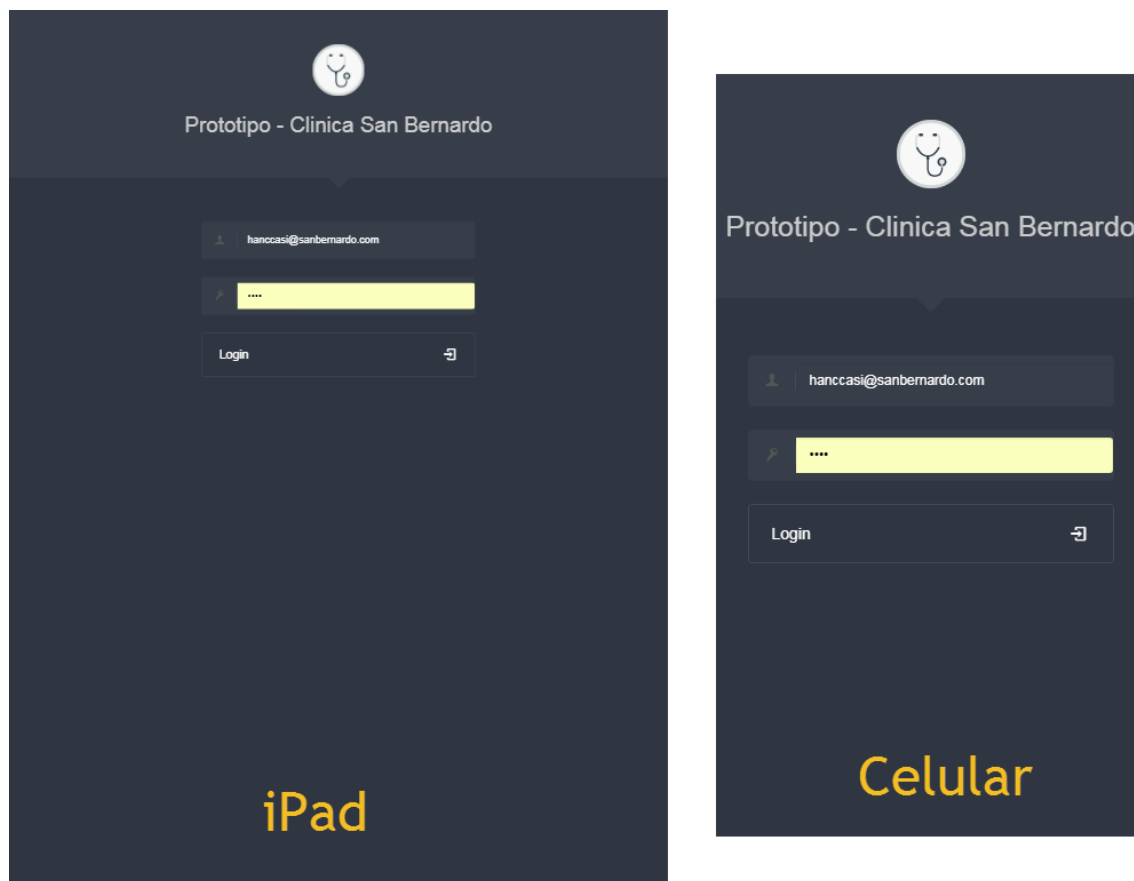 Prototipo - Clinica San Bernardo
hanccasi@sanbernardo.com
••••
Login
iPad
Prototipo - Clinica San Bernardo
hanccasi@sanbernardo.com
••••
Login
Celular